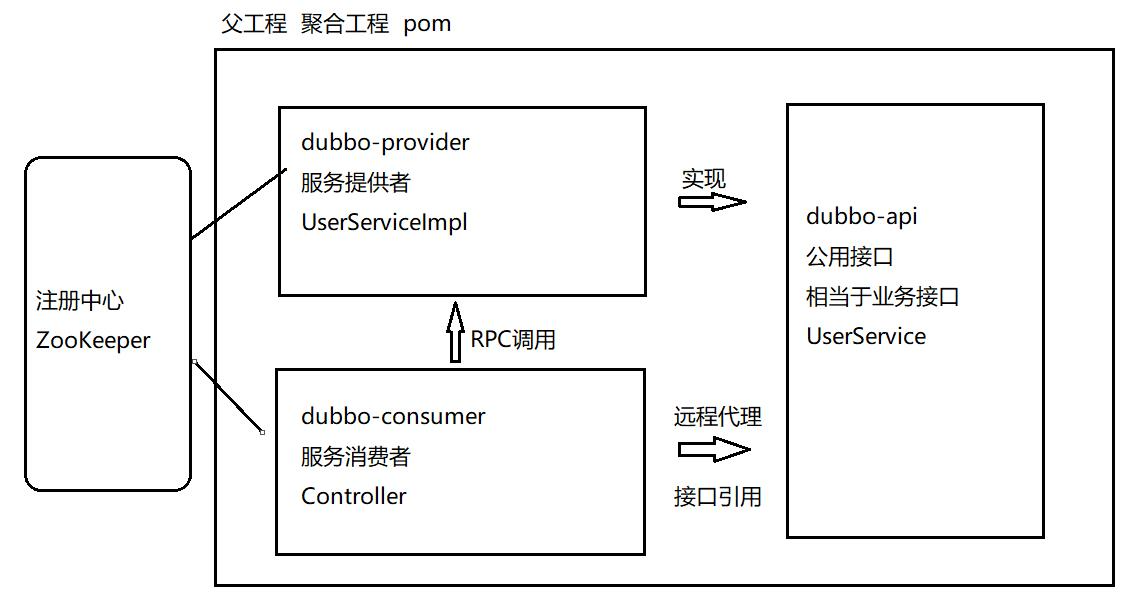 父工程 聚合工程 pom
dubbo-provider
服务提供者
UserServiceImpl
实现
dubbo-api
公用接口
相当于业务接口
UserService
注册中心
ZooKeeper
RPC调用
dubbo-consumer
服务消费者
Controller
远程代理
接口引用